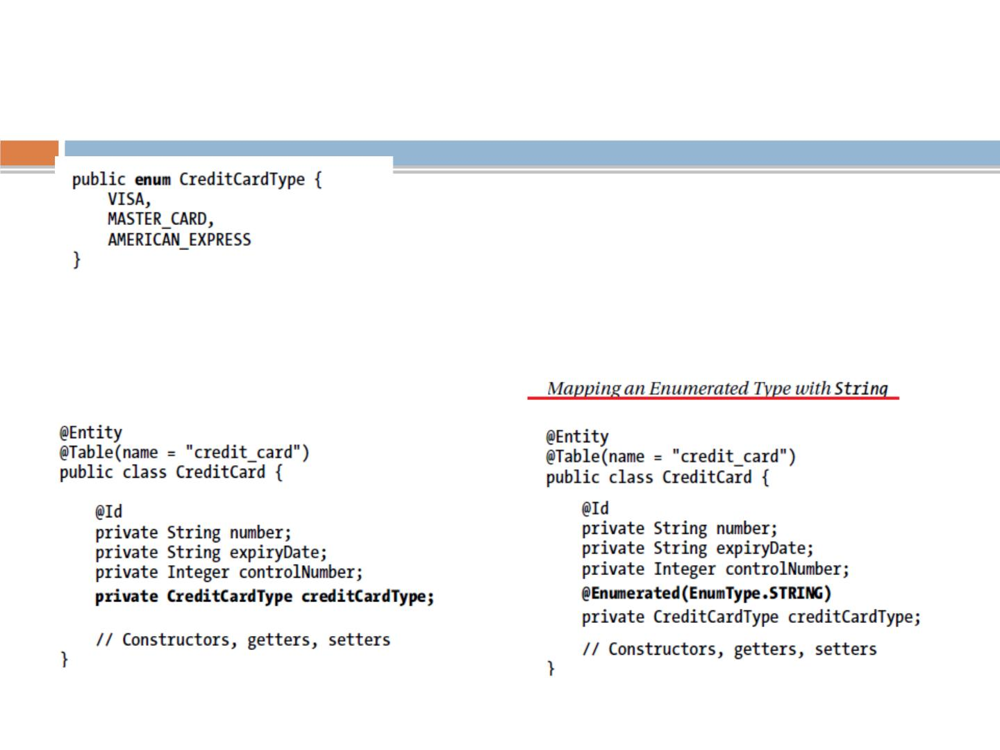 public enum CreditCardType {
    VISA,
    MASTER_CARD,
    AMERICAN_EXPRESS
}
@Entity
@Table(name = "credit_card")
public class CreditCard {
    @Id
    private String number;
    private String expiryDate;
    private Integer controlNumber;
    private CreditCardType creditCardType;
    // Constructors, getters, setters
}
Mapping an Enumerated Type with String
@Entity
@Table(name = "credit_card")
public class CreditCard {
    @Id
    private String number;
    private String expiryDate;
    private Integer controlNumber;
    @Enumerated(EnumType.STRING)
    private CreditCardType creditCardType;
    // Constructors, getters, setters
}